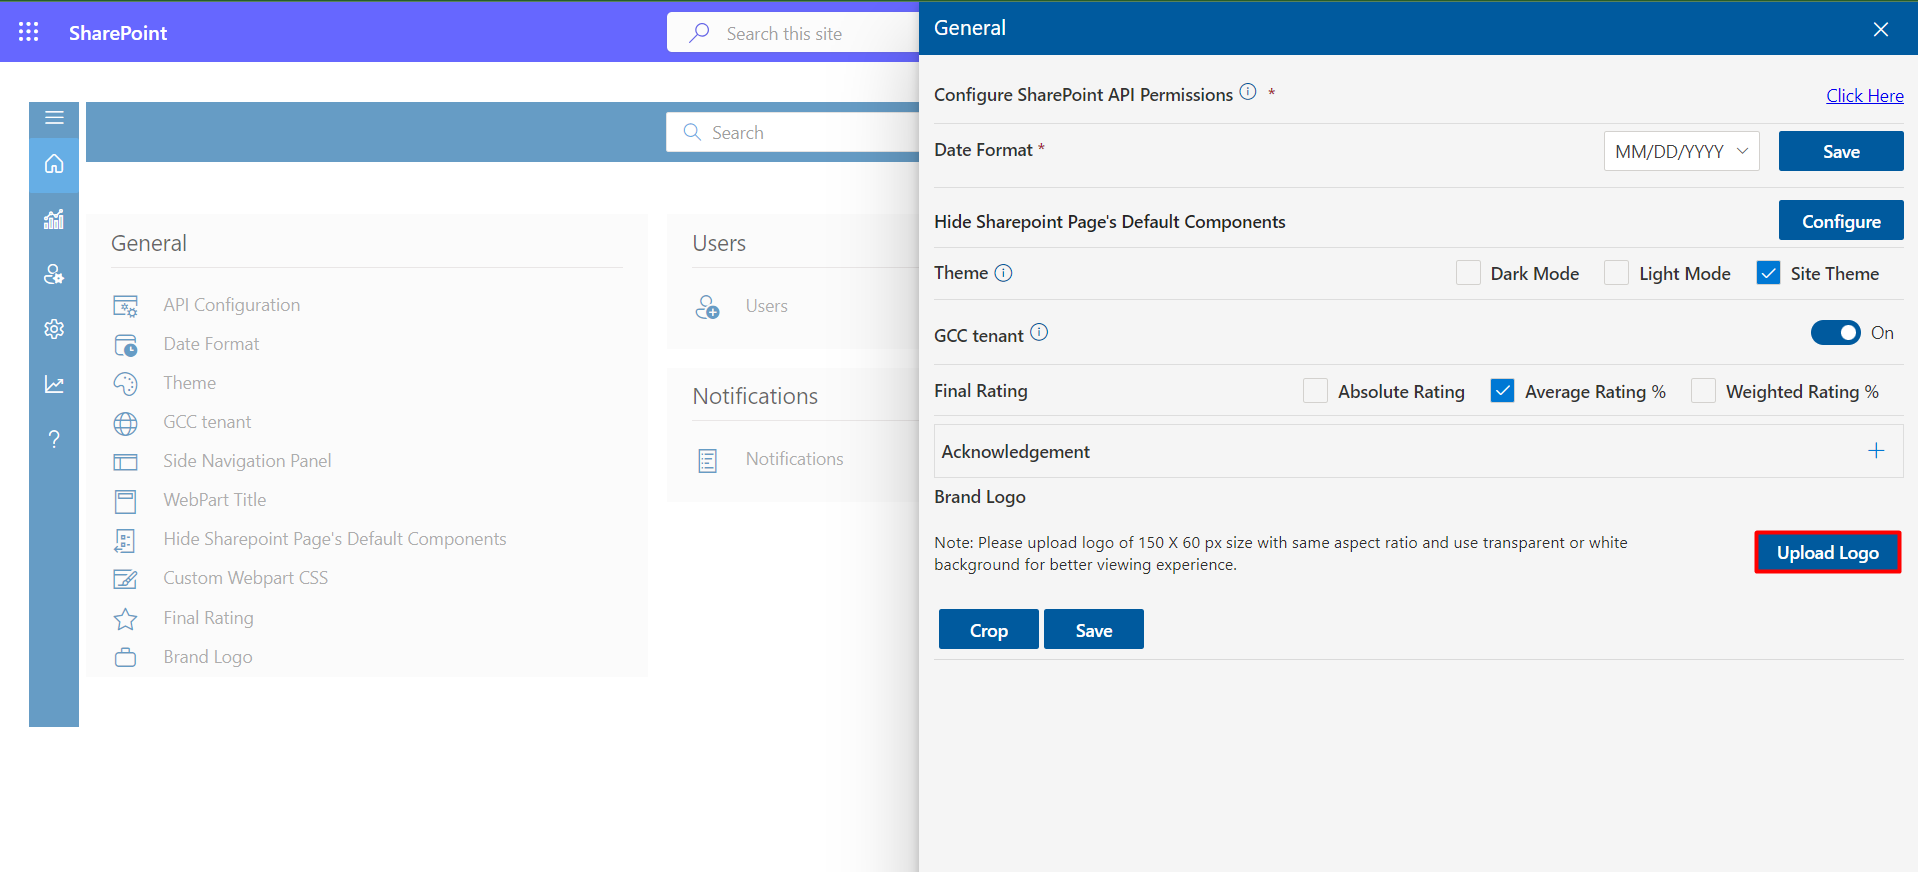 SharePoint
Search this site
Search
General
API Configuration
Date Format
Theme
GCC tenant
Side Navigation Panel
WebPart Title
Hide Sharepoint Page's Default Components
Custom Webpart CSS
Final Rating
Brand Logo
Users
Users
Notifications
Notifications
General
Configure SharePoint API Permissions *
Click Here
Date Format *
MM/DD/YYYY
Save
Hide Sharepoint Page's Default Components
Configure
Theme
Dark Mode
Light Mode
Site Theme
GCC tenant
On
Final Rating
Absolute Rating
Average Rating %
Weighted Rating %
Acknowledgement
Brand Logo
Note: Please upload logo of 150 X 60 px size with same aspect ratio and use transparent or white
background for better viewing experience.
Upload Logo
Crop
Save